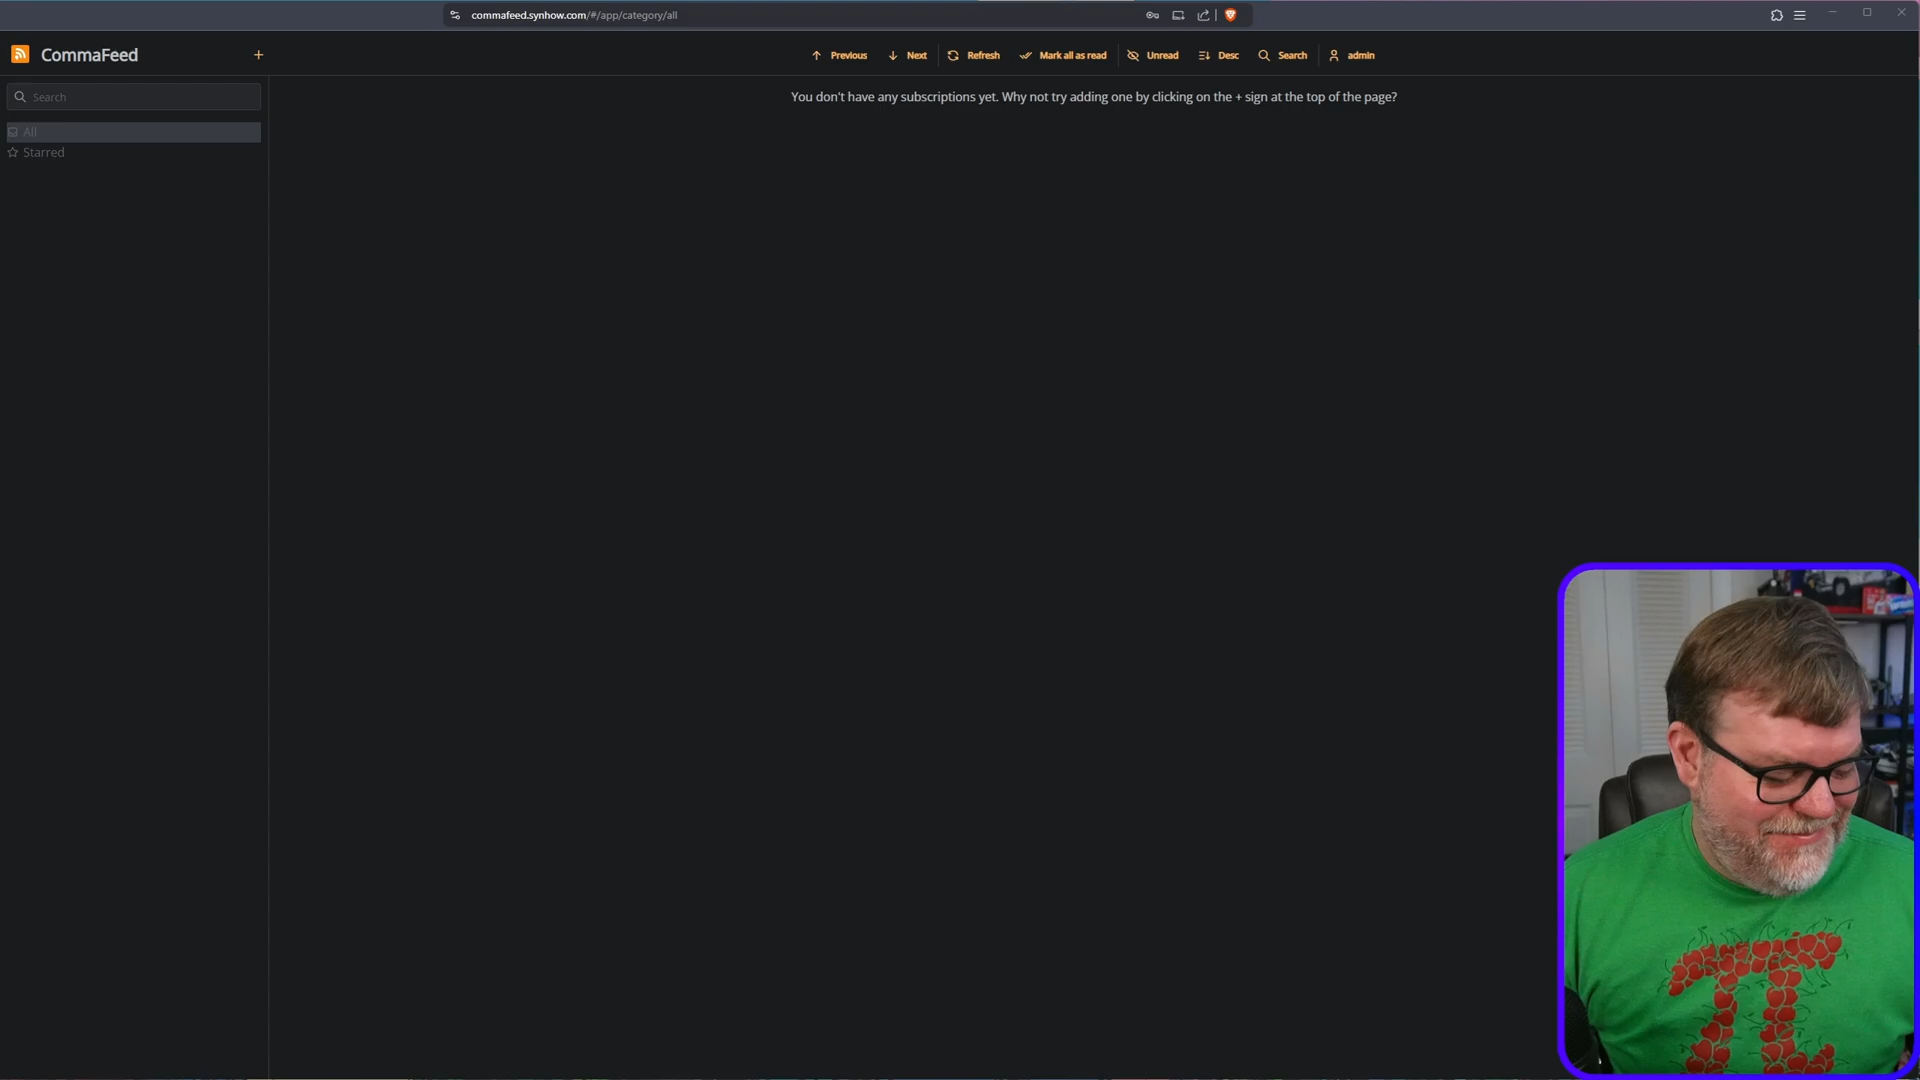 commafeed.synhow.com/#/app/category/all
CommaFeed
+
Previous
Next
Refresh
Mark all as read
Unread
Desc
Search
admin
Search
You don't have any subscriptions yet. Why not try adding one by clicking on the + sign at the top of the page?
All
Starred